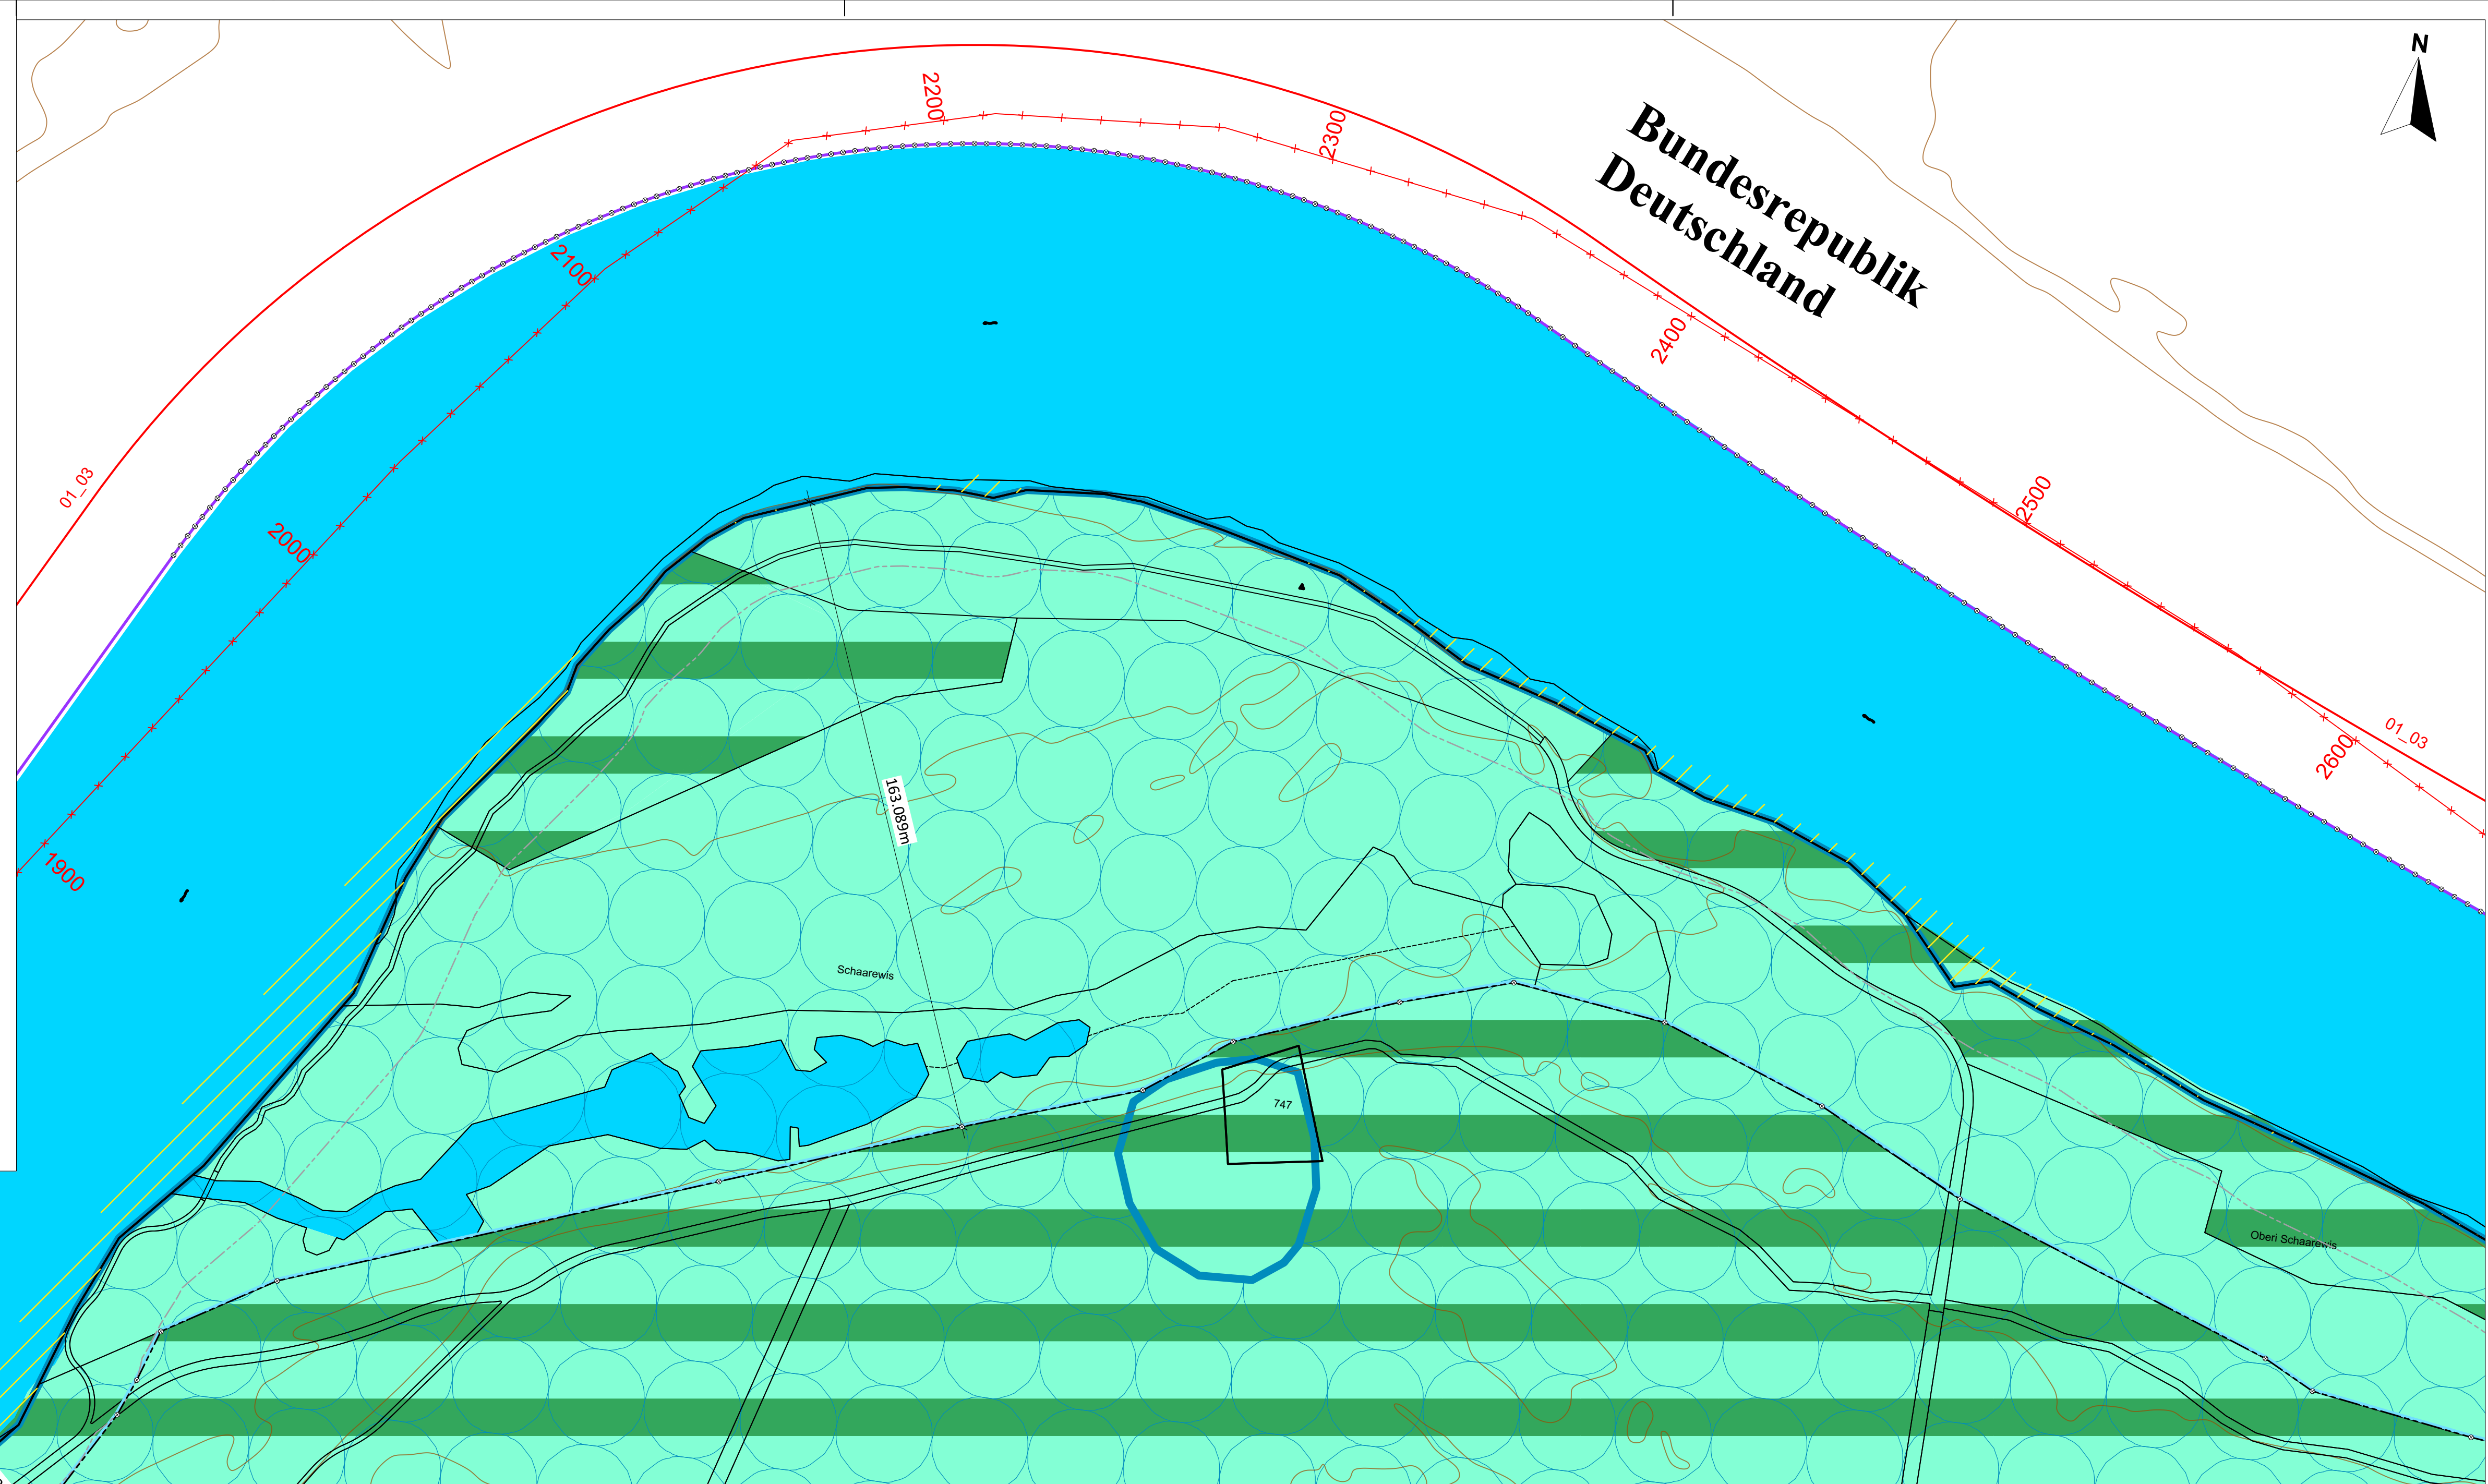 N
2200
2300
Bundesrepublik
Deutschland
2100
2400
01_03
2000
2500
01_03
2600
163.089m
1900
Schaarewis
747
Oberi Schaarewis